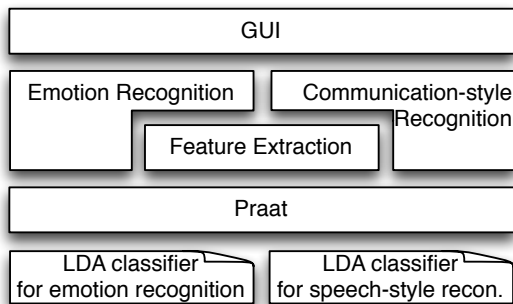 GUI
Emotion Recognition
Communication-style
Recognition
Feature Extraction
Praat
LDA classifier
for emotion recognition
LDA classifier
for speech-style recon.